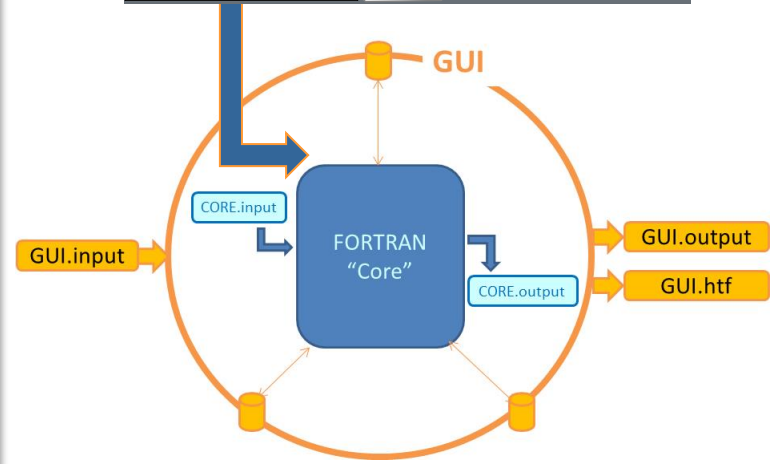 GUI
CORE.input
FORTRAN
“Core”
GUI.input
GUI.output
CORE.output
GUI.htf